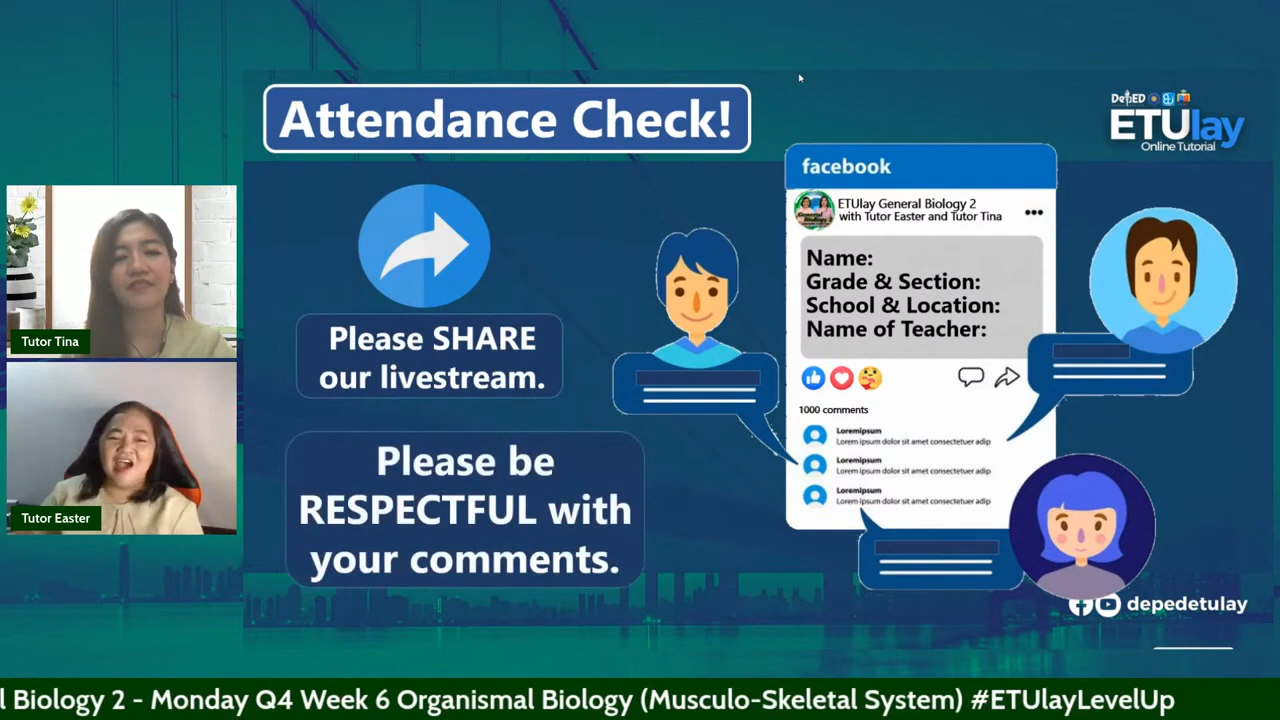 Attendance Check!
DepED
ETUlay
Online Tutorial
facebook
ETUlay General Biology 2
with Tutor Easter and Tutor Tina
Name:
Grade & Section:
School & Location:
Name of Teacher:
1000 comments
Loremipsum
Lorem ipsum dolor sit amet consectetuer adip
Loremipsum
Lorem ipsum dolor sit amet consectetuer adip
Loremipsum
Lorem ipsum dolor sit amet consectetuer adip
Please SHARE
our livestream.
Please be
RESPECTFUL with
your comments.
Tutor Tina
Tutor Easter
depedetulay
l Biology 2 - Monday Q4 Week 6 Organismal Biology (Musculo-Skeletal System) #ETUlayLevelUp